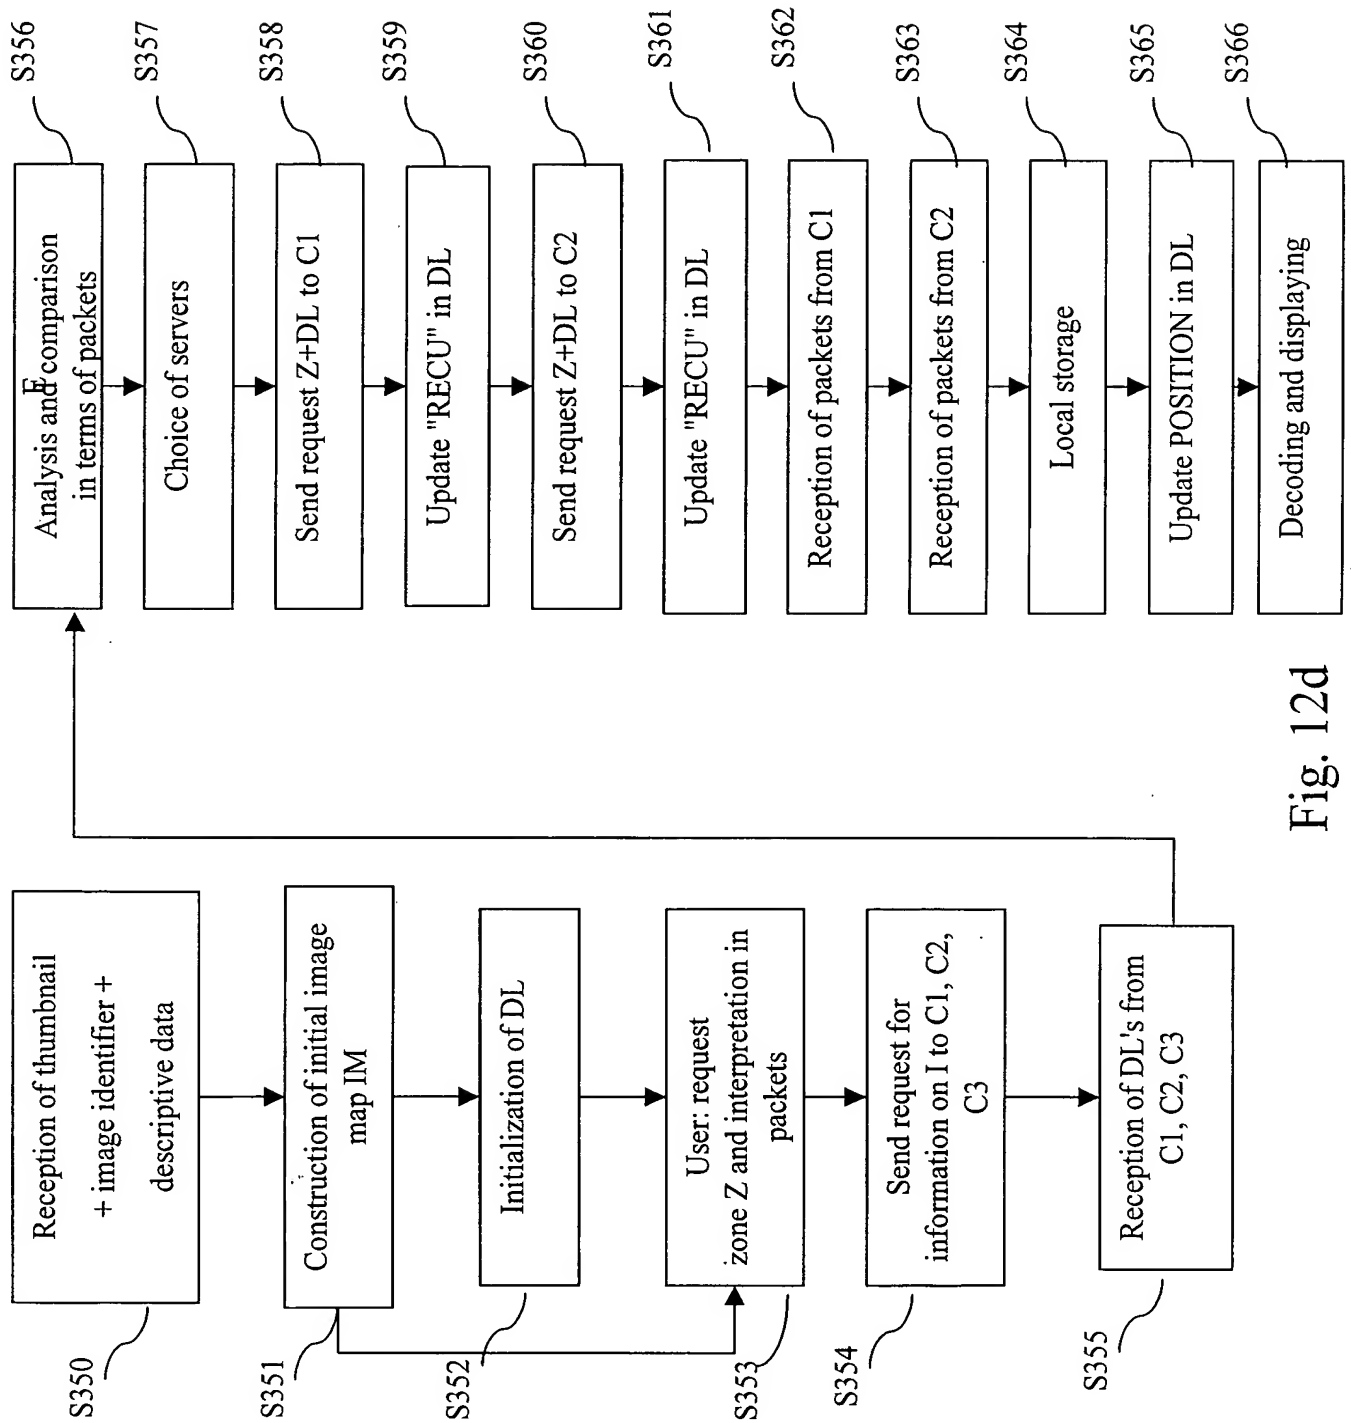 S350
Reception of thumbnail
+ image identifier +
descriptive data
S351
Construction of initial image
map IM
S352
Initialization of DL
S353
User: request
zone Z and interpretation in
packets
S354
Send request for
information on I to C1, C2,
C3
S355
Reception of DL's from
C1, C2, C3
S356
E
Analysis and comparison
in terms of packets
S357
Choice of servers
S358
Send request Z+DL to C1
S359
Update "RECU" in DL
S360
Send request Z+DL to C2
S361
Update "RECU" in DL
S362
Reception of packets from C1
S363
Reception of packets from C2
S364
Local storage
S365
Update POSITION in DL
S366
Decoding and displaying
Fig. 12d